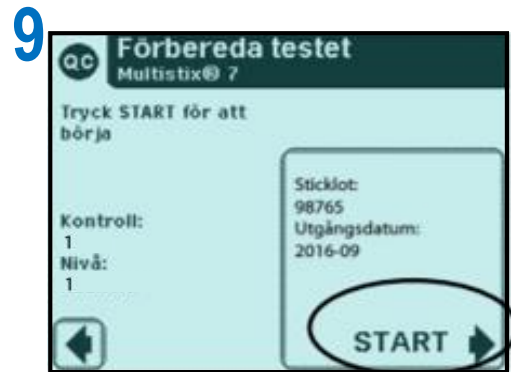 9
QC
Förbereda testet
Multistix® 7
Tryck START för att
börja
Kontroll:
1
Nivå:
1
Sticklot:
98765
Utgångsdatum:
2016-09
START